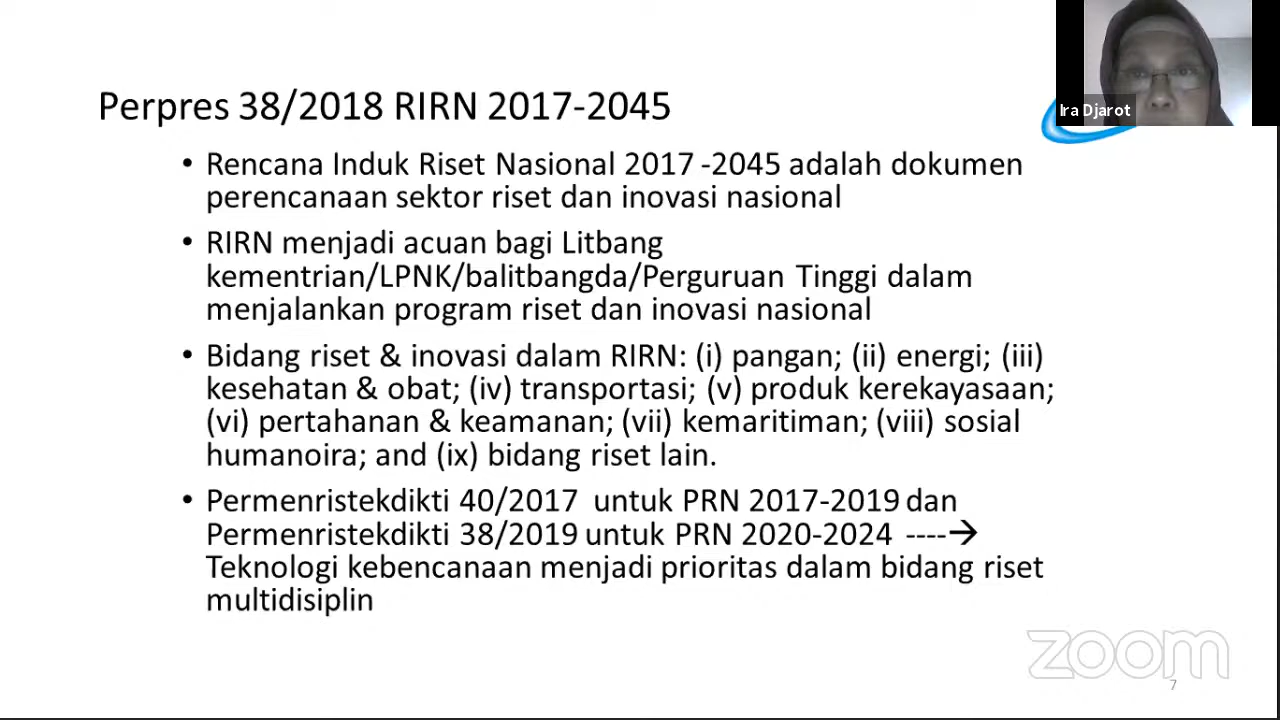 Perpres 38/2018 RIRN 2017-2045
Ira Djarot
• Rencana Induk Riset Nasional 2017 -2045 adalah dokumen
perencanaan sektor riset dan inovasi nasional
• RIRN menjadi acuan bagi Litbang
kementrian/LPNK/balitbangda/Perguruan Tinggi dalam
menjalankan program riset dan inovasi nasional
• Bidang riset & inovasi dalam RIRN: (i) pangan; (ii) energi; (iii)
kesehatan & obat; (iv) transportasi; (v) produk kerekayasaan;
(vi) pertahanan & keamanan; (vii) kemaritiman; (viii) sosial
humanoira; and (ix) bidang riset lain.
• Permenristekdikti 40/2017 untuk PRN 2017-2019 dan
Permenristekdikti 38/2019 untuk PRN 2020-2024 ----→
Teknologi kebencanaan menjadi prioritas dalam bidang riset
multidisiplin
zoom
7